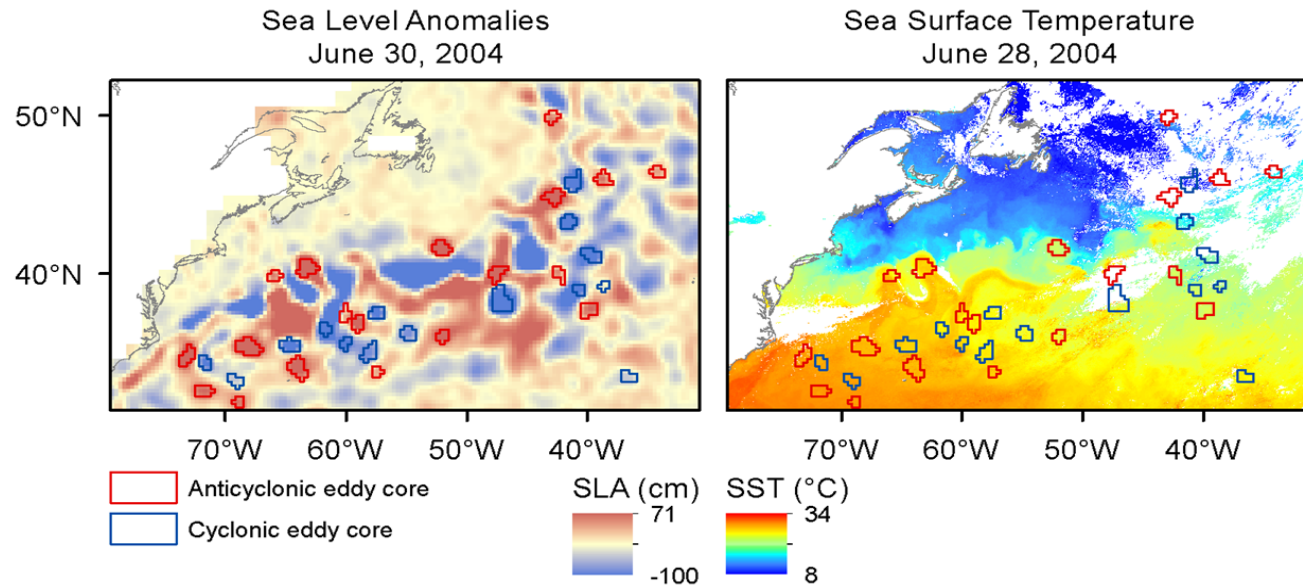 Sea Level Anomalies
June 30, 2004
Sea Surface Temperature
June 28, 2004
50°N
40°N
70°W 60°W 50°W 40°W
70°W 60°W 50°W 40°W
Anticyclonic eddy core
Cyclonic eddy core
SLA (cm)
71
-100
SST (°C)
34
8